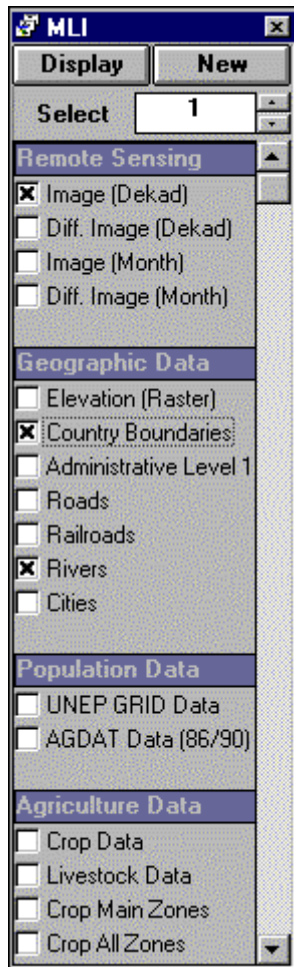 MLI
Display New
Select 1
Remote Sensing
Image (Dekad)
Diff. Image (Dekad)
Image (Month)
Diff. Image (Month)
Geographic Data
Elevation (Raster)
Country Boundaries
Administrative Level 1
Roads
Railroads
Rivers
Cities
Population Data
UNEP GRID Data
AGDAT Data (86/90)
Agriculture Data
Crop Data
Livestock Data
Crop Main Zones
Crop All Zones